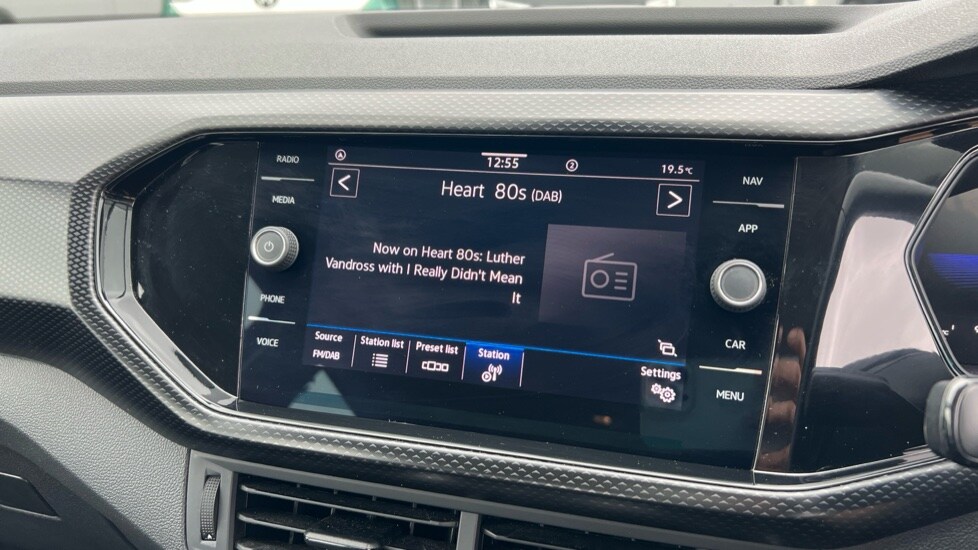 RADIO
MEDIA
PHONE
VOICE
A
12:55
2
19.5°C
<
Heart 80s (DAB)
>
Now on Heart 80s: Luther
Vandross with I Really Didn't Mean
It
Source
FM/DAB
Station list
Preset list
Station
Settings
NAV
APP
CAR
MENU